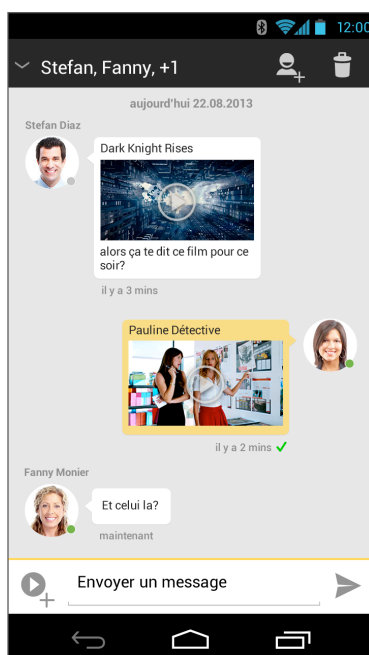 12:00
Stefan, Fanny, +1
aujourd'hui 22.08.2013
Stefan Diaz
Dark Knight Rises
alors ça te dit ce film pour ce
soir?
il y a 3 mins
Pauline Détective
il y a 2 mins
Fanny Monier
Et celui la?
maintenant
Envoyer un message